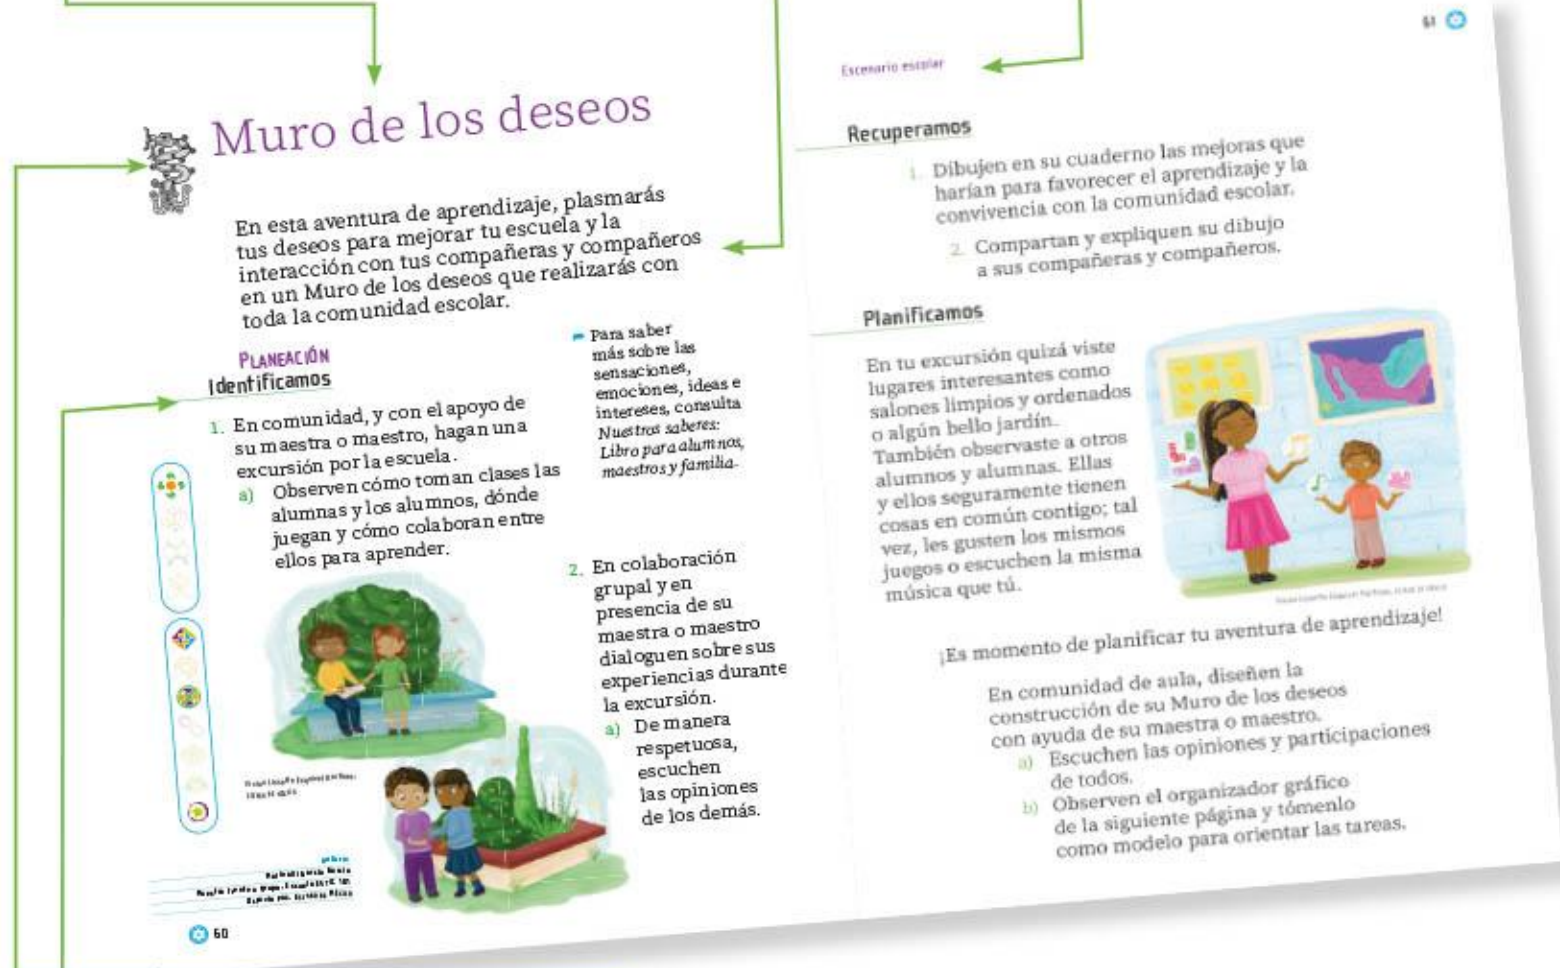 Muro de los deseos
En esta aventura de aprendizaje, plasmarás
tus deseos para mejorar tu escuela y la
interacción con tus compañeras y compañeros
en un Muro de los deseos que realizarás con
toda la comunidad escolar.
PLANEACIÓN
Identificamos
1. En comunidad, y con el apoyo de
su maestra o maestro, hagan una
excursión por la escuela.
a) Observen cómo toman clases las
alumnas y los alumnos, dónde
juegan y cómo colaboran entre
ellos para aprender.
Para saber
más sobre las
sensaciones,
emociones, ideas e
intereses, consulta
Nuestros saberes:
Libro para alumnos,
maestros y familia.
2. En colaboración
grupal y en
presencia de su
maestra o maestro
dialoguen sobre sus
experiencias durante
la excursión.
a) De manera
respetuosa,
escuchen
las opiniones
de los demás.
60
61
Escenario escolar
Recuperamos
1. Dibujen en su cuaderno las mejoras que
harían para favorecer el aprendizaje y la
convivencia con la comunidad escolar.
2. Compartan y expliquen su dibujo
a sus compañeras y compañeros.
Planificamos
En tu excursión quizá viste
lugares interesantes como
salones limpios y ordenados
o algún bello jardín.
También observaste a otros
alumnos y alumnas. Ellas
y ellos seguramente tienen
cosas en común contigo; tal
vez, les gusten los mismos
juegos o escuchen la misma
música que tú.
¡Es momento de planificar tu aventura de aprendizaje!
En comunidad de aula, diseñen la
construcción de su Muro de los deseos
con ayuda de su maestra o maestro.
a) Escuchen las opiniones y participaciones
de todos.
b) Observen el organizador gráfico
de la siguiente página y tómenlo
como modelo para orientar las tareas.